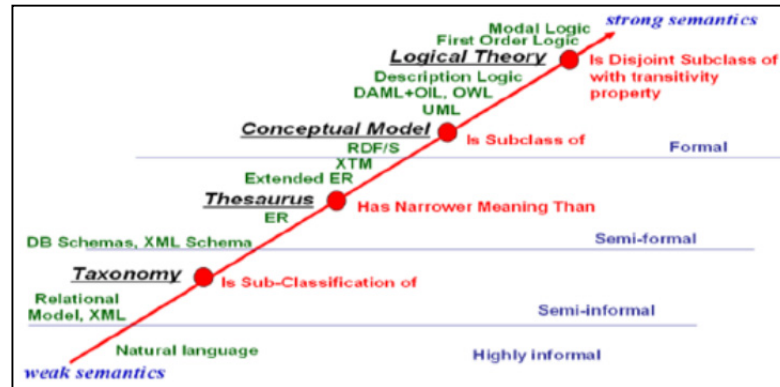 Modal Logic
strong semantics
First Order Logic
Logical Theory
Is Disjoint Subclass of
with transitivity
property
Description Logic
DAML+OIL, OWL
UML
Conceptual Model
Is Subclass of
RDF/S
Formal
XTM
Extended ER
Thesaurus
Has Narrower Meaning Than
ER
DB Schemas, XML Schema
Semi-formal
Taxonomy
Is Sub-Classification of
Relational
Model, XML
Semi-informal
Natural language
Highly informal
weak semantics